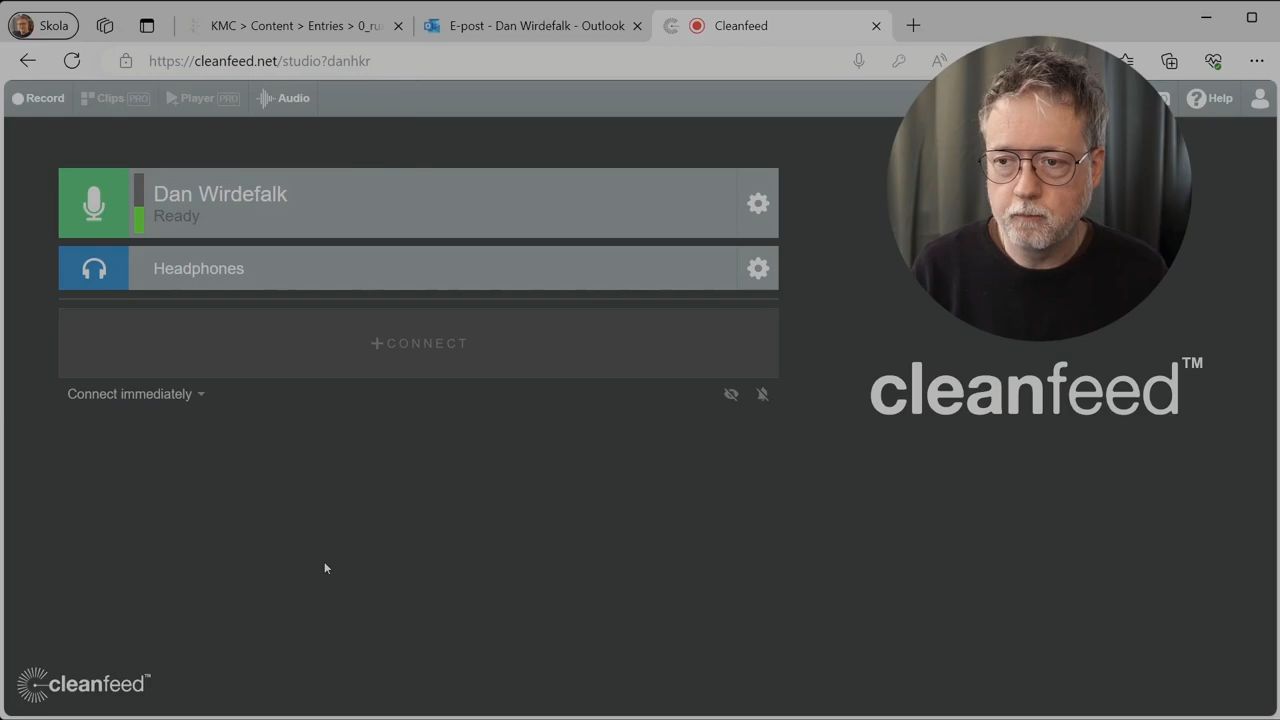 Skola
KMC > Content > Entries > 0_ru
E-post - Dan Wirdefalk - Outlook
Cleanfeed
https://cleanfeed.net/studio?danhkr
Record
Clips PRO
Player PRO
Audio
Help
Dan Wirdefalk
Ready
Headphones
+CONNECT
Connect immediately
cleanfeed™
cleanfeed™